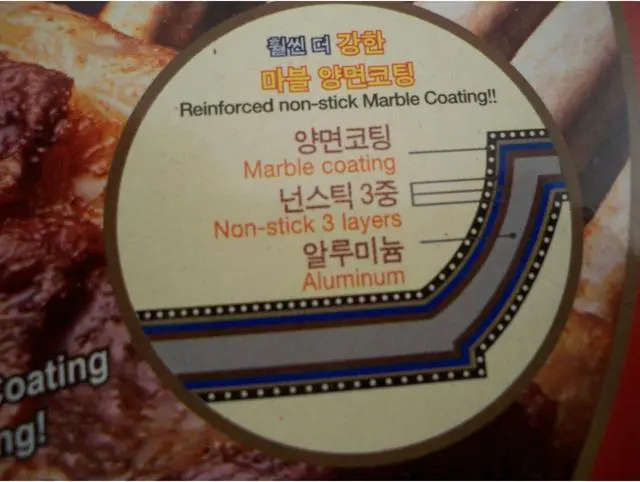 훨씬 더 강한
마블 양면코팅
Reinforced non-stick Marble Coating!!
양면코팅
Marble coating
넌스틱 3중
Non-stick 3 layers
알루미늄
Aluminum
Coating
ng!